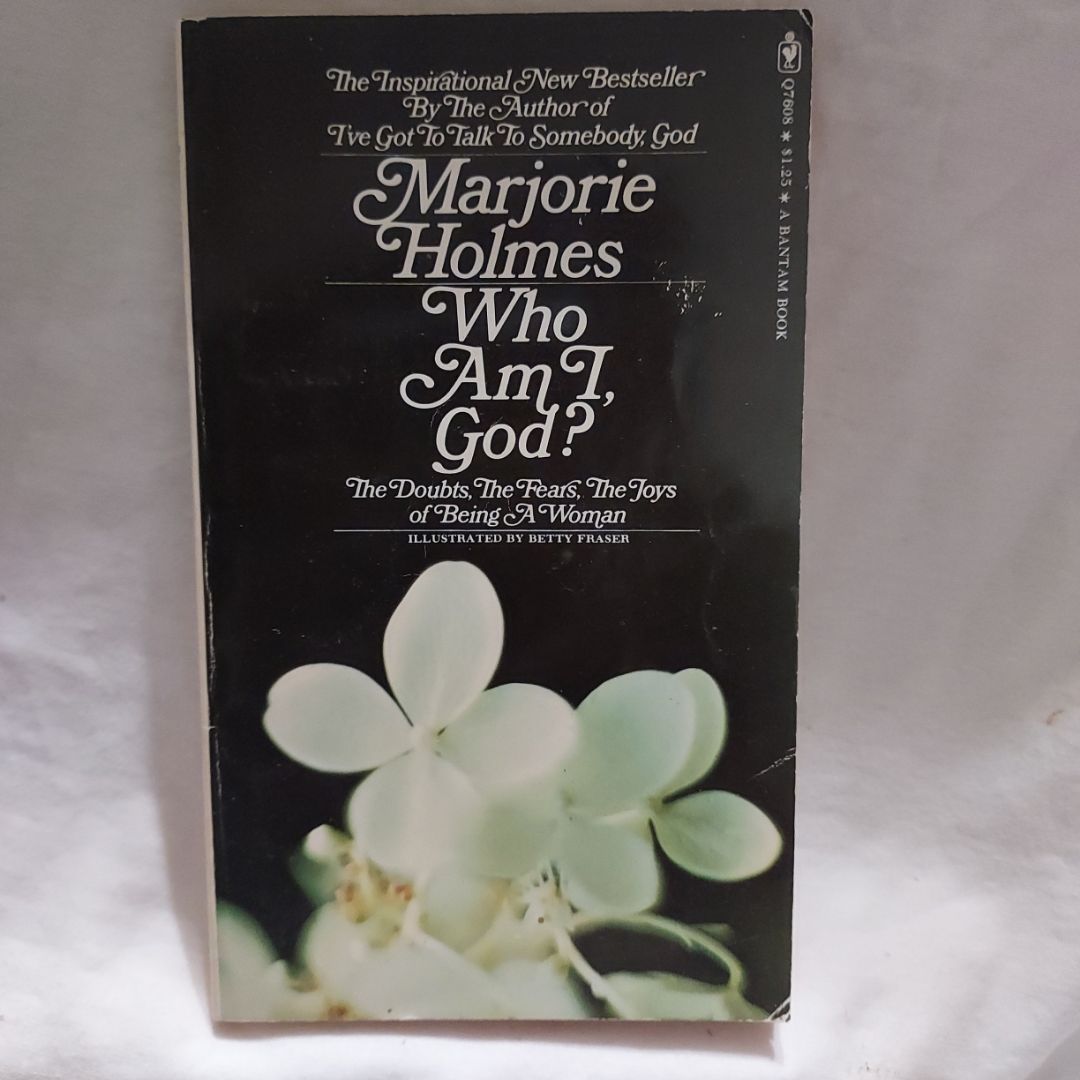 The Inspirational New Bestseller
By The Author of
I've Got To Talk To Somebody, God
Marjorie
Holmes
Who
Am I,
God?
The Doubts, The Fears, The Joys
of Being A Woman
ILLUSTRATED BY BETTY FRASER
Q7608 ★ $1.25 ★ A BANTAM BOOK